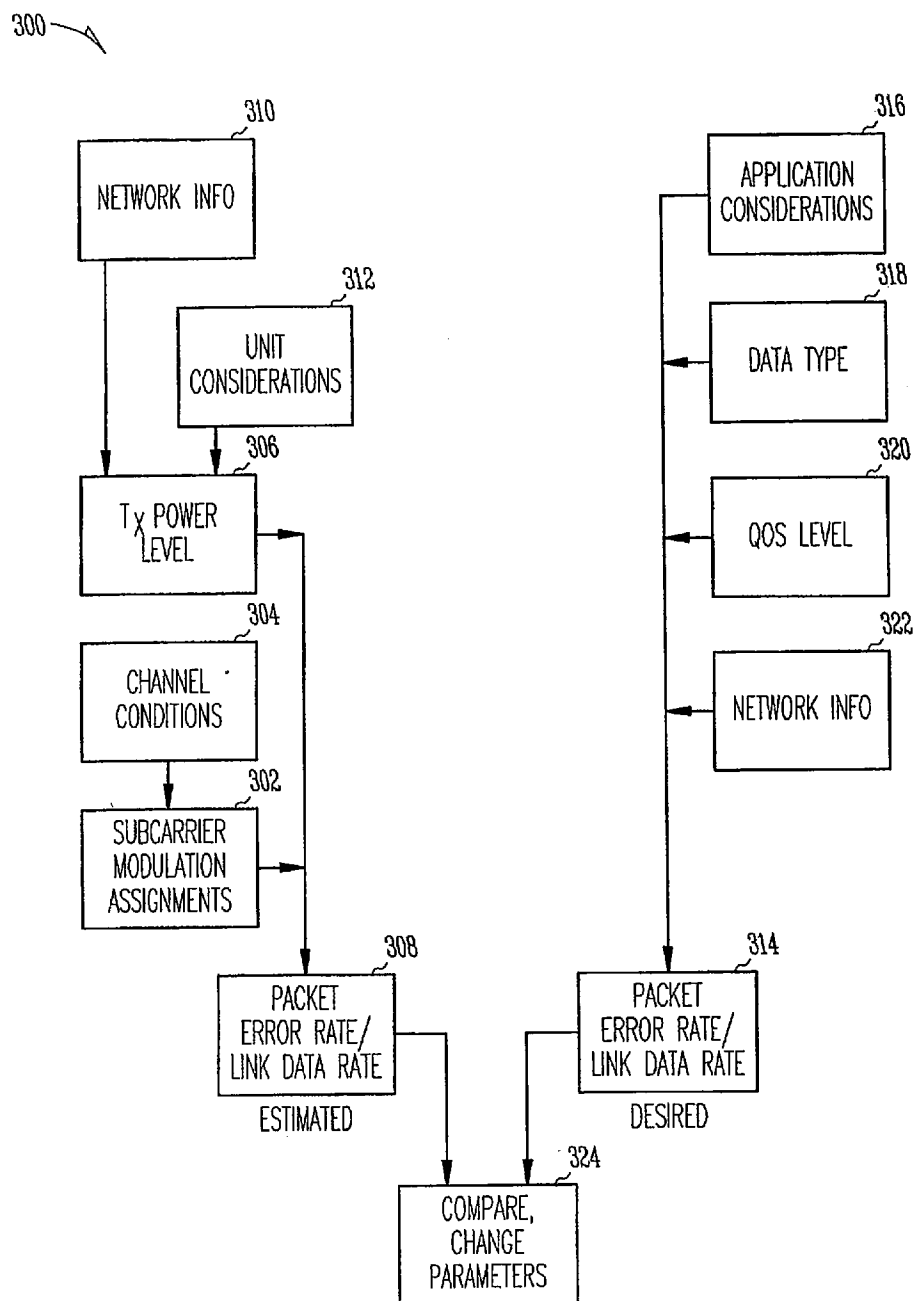 300
310
NETWORK INFO
312
UNIT
CONSIDERATIONS
306
TX POWER
LEVEL
304
CHANNEL
CONDITIONS
302
SUBCARRIER
MODULATION
ASSIGNMENTS
308
PACKET
ERROR RATE/
LINK DATA RATE
ESTIMATED
316
APPLICATION
CONSIDERATIONS
318
DATA TYPE
320
QOS LEVEL
322
NETWORK INFO
314
PACKET
ERROR RATE/
LINK DATA RATE
DESIRED
324
COMPARE,
CHANGE
PARAMETERS